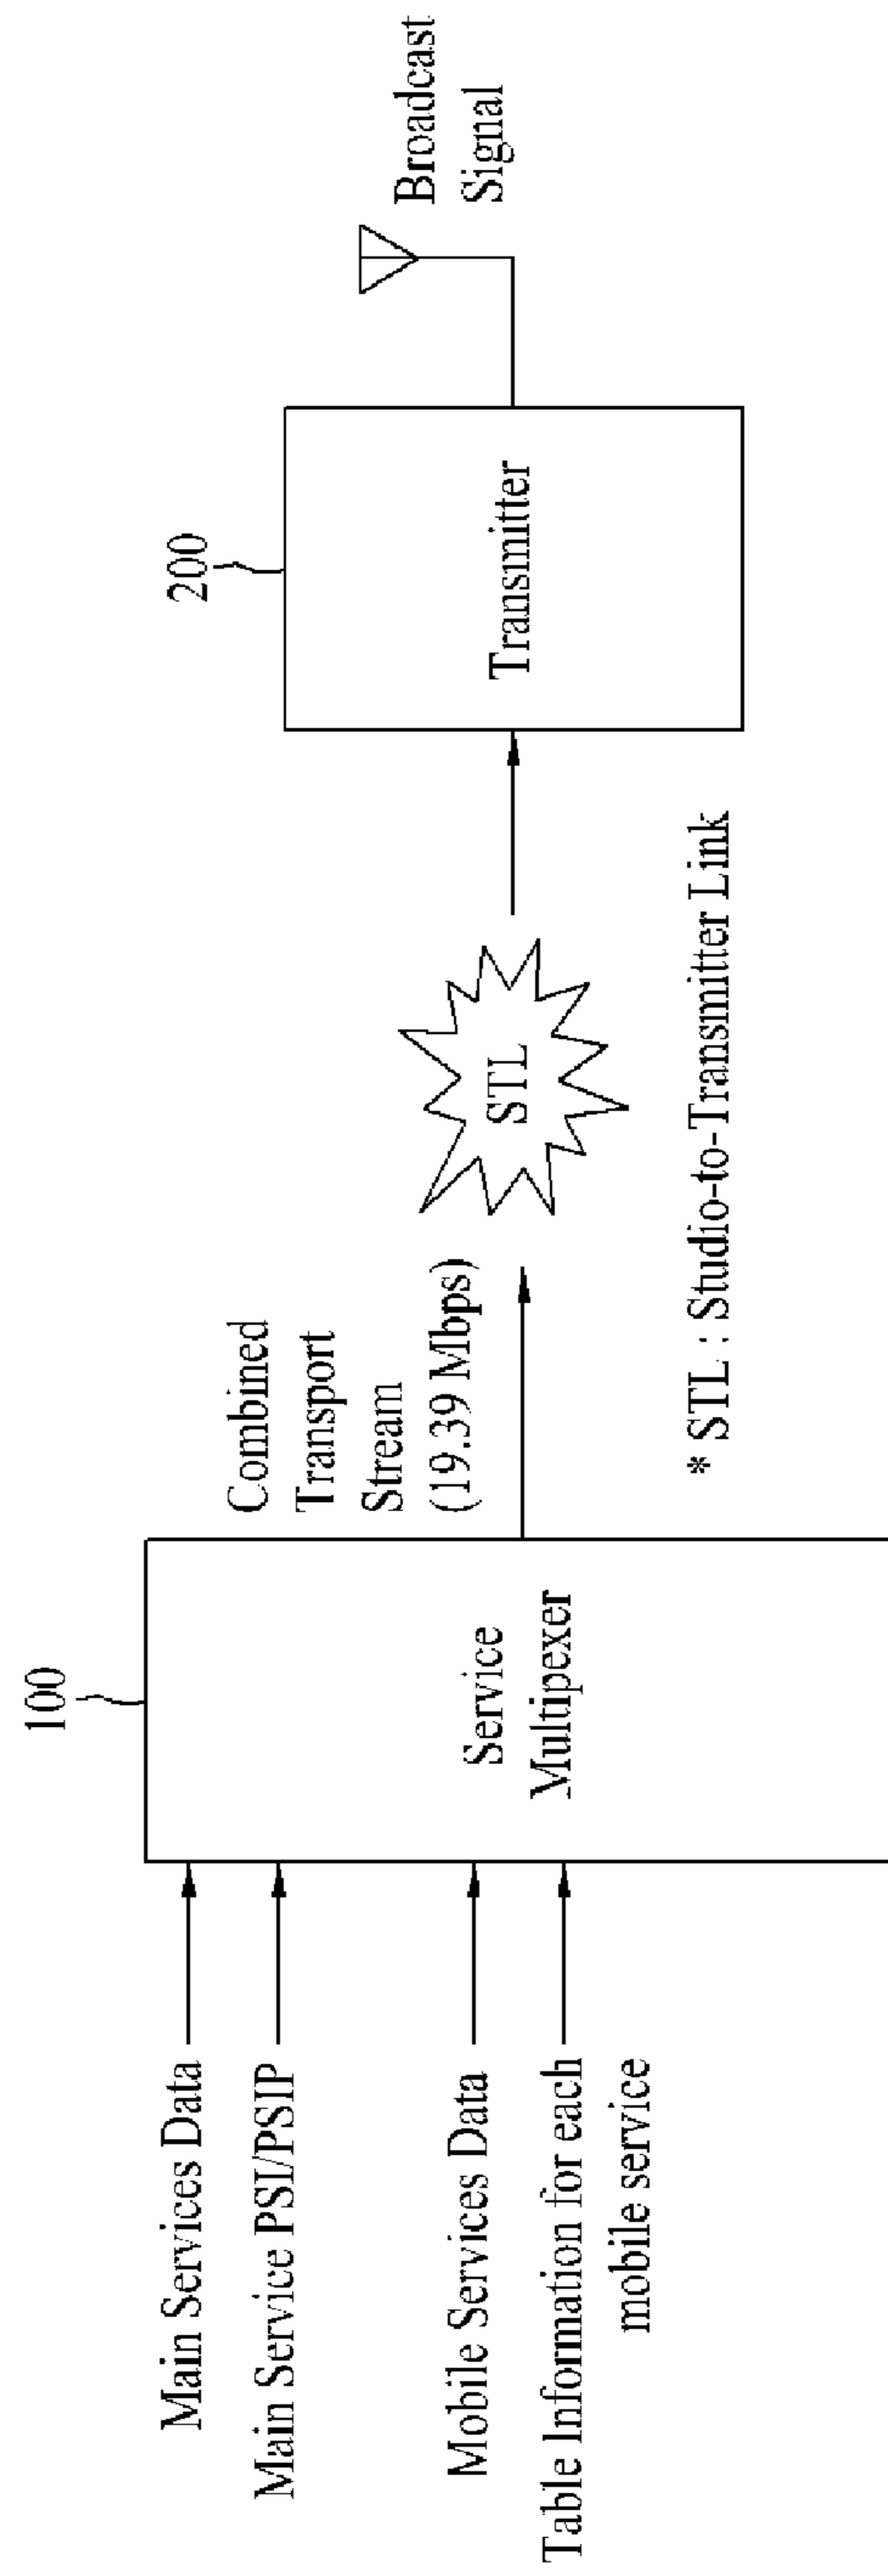 Main Services Data
Main Service PSI/PSIP
Mobile Services Data
Table Information for each
mobile service
100
Service
Multipexer
Combined
Transport
Stream
(19.39 Mbps)
STL
* STL : Studio-to-Transmitter Link
200
Transmitter
Broadcast
Signal